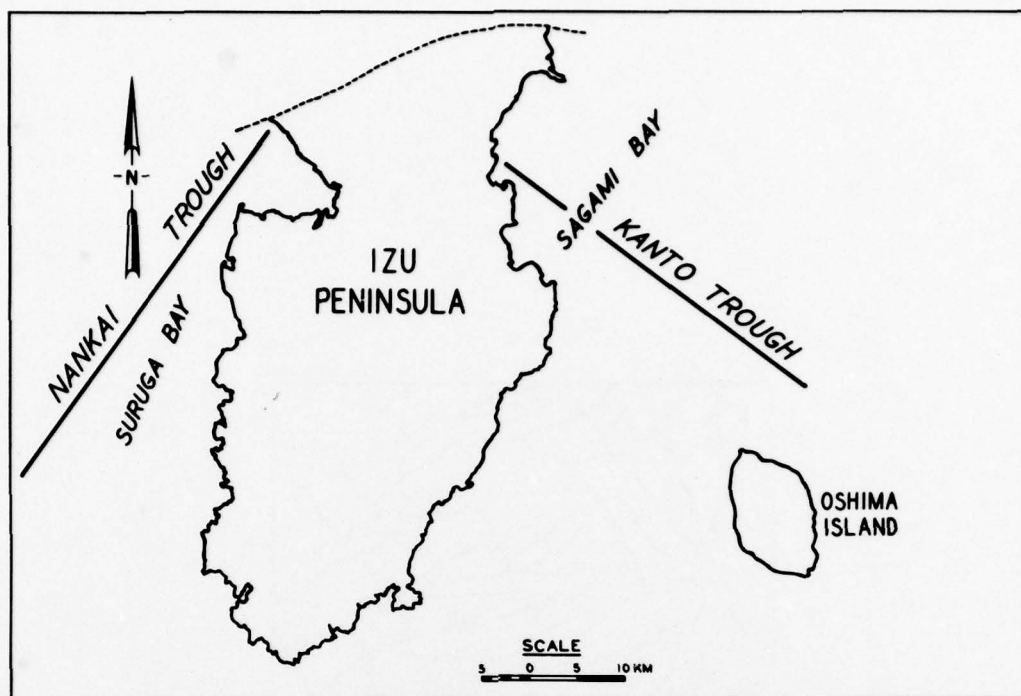 N
NANKAI TROUGH
SURUGA BAY
IZU
PENINSULA
SAGAMI BAY
KANTO TROUGH
OSHIMA
ISLAND
SCALE
5 0 5 10 KM